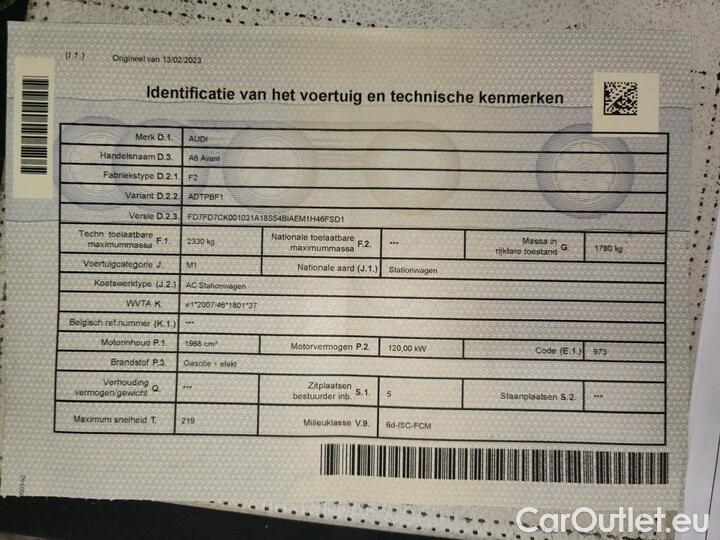 (I.1.) Origineel van 13/02/2023
Identificatie van het voertuig en technische kenmerken
Merk D.1. AUDI
Handelsnaam D.3. A6 Avant
Fabriekstype D.2.1. F2
Variant D.2.2. ADTPBF1
Versie D.2.3. FD7FD7CK001031A18S54BIAEM1H46FSD1
Techn. toelaatbare maximummassa F.1. 2330 kg Nationale toelaatbare maximummassa F.2. *** Massa in rijklare toestand G. 1780 kg
Voertuigcategorie J. M1 Nationale aard (J.1.) Stationwagen
Koetswerktype (J.2.) AC Stationwagen
WVTA K. e1*2007/46*1801*37
Belgisch ref.nummer (K.1.) ***
Motorinhoud P.1. 1968 cm³ Motorvermogen P.2. 120,00 kW Code (E.1.) 973
Brandstof P.3. Gasolie + elekt
Verhouding vermogen/gewicht Q. *** Zitplaatsen bestuurder inb. S.1. 5 Staanplaatsen S.2. ***
Maximum snelheid T. 219 Milieuklasse V.9. 6d-ISC-FCM
CarOutlet.eu